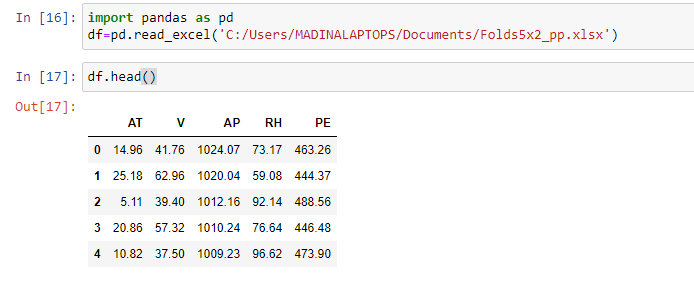 In [16]: import pandas as pd
df=pd.read_excel('C:/Users/MADINALAPTOPS/Documents/Folds5x2_pp.xlsx')
In [17]: df.head()
Out[17]:
AT V AP RH PE
0 14.96 41.76 1024.07 73.17 463.26
1 25.18 62.96 1020.04 59.08 444.37
2 5.11 39.40 1012.16 92.14 488.56
3 20.86 57.32 1010.24 76.64 446.48
4 10.82 37.50 1009.23 96.62 473.90